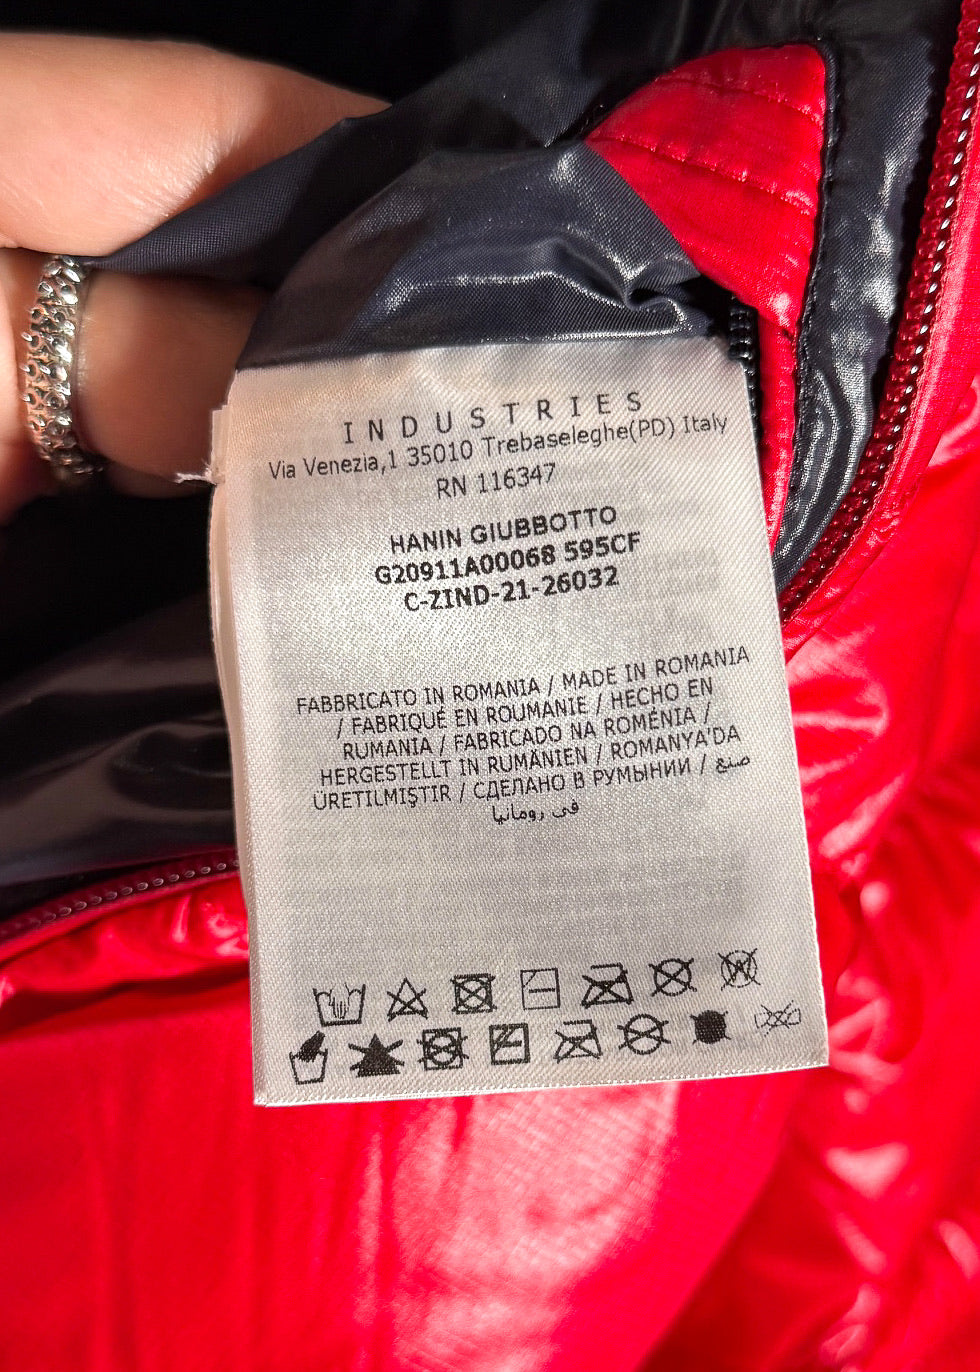 INDUSTRIES
Via Venezia,1 35010 Trebaseleghe(PD) Italy
RN 116347
HANIN GIUBBOTTO
G20911A00068 595CF
C-ZIND-21-26032
FABBRICATO IN ROMANIA / MADE IN ROMANIA
/ FABRIQUÉ EN ROUMANIE / HECHO EN
RUMANIA / FABRICADO NA ROMÉNIA /
HERGESTELLT IN RUMÄNIEN / ROMANYA'DA
ÜRETILMIŞTIR / СДЕЛАНО В РУМЫНИИ / صنع
في رومانيا